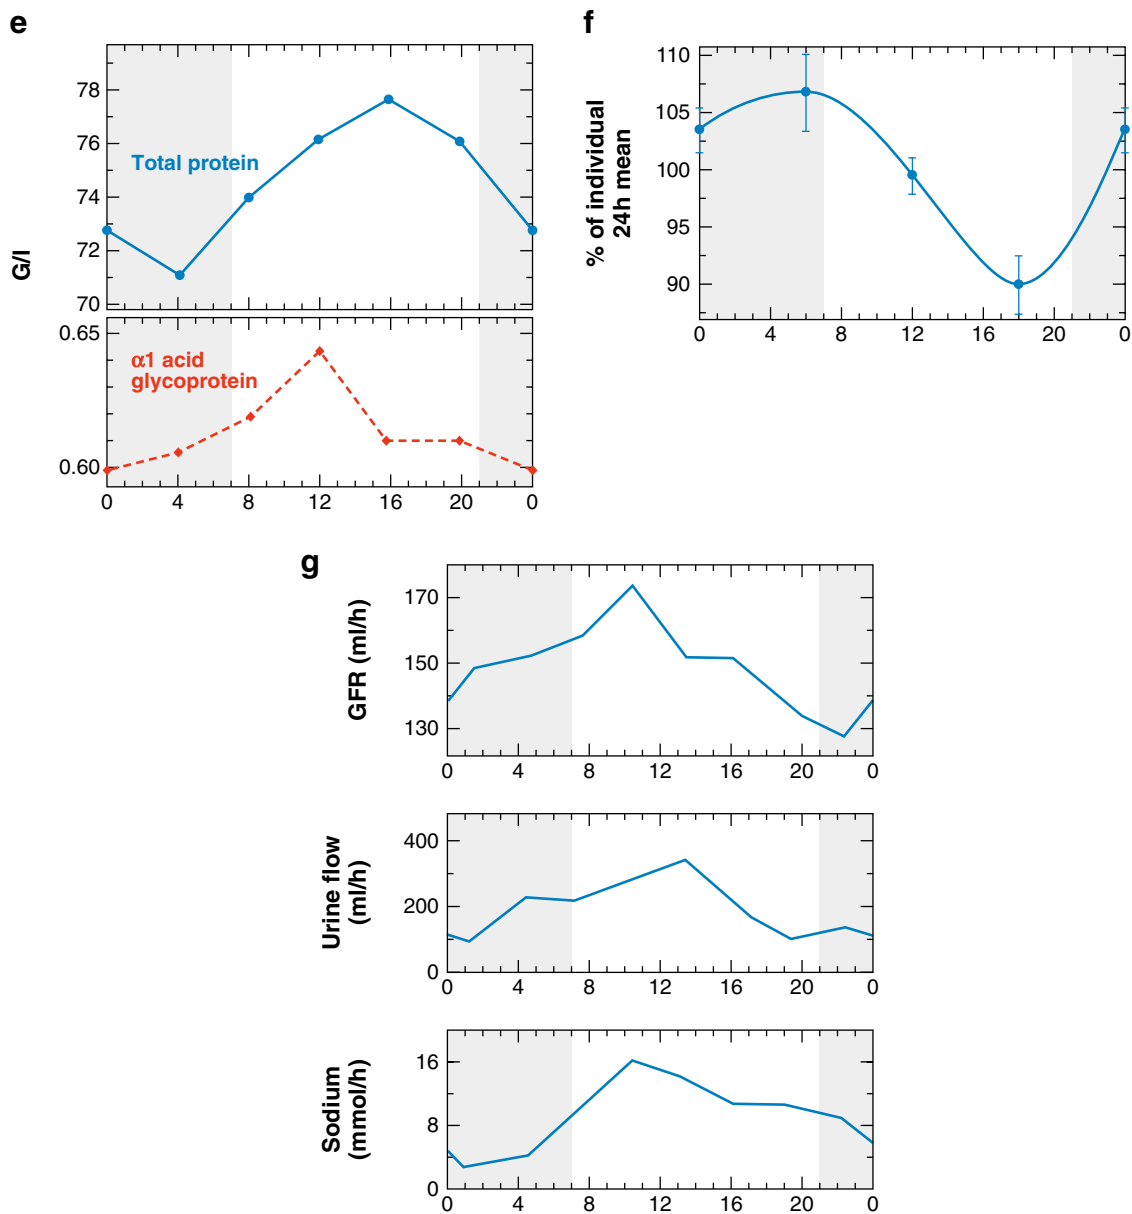 e
78
76
74
72
70
G/l
Total protein
0.65
0.60
α1 acid
glycoprotein
0 4 8 12 16 20 0
f
110
105
100
95
90
% of individual
24h mean
0 4 8 12 16 20 0
g
170
150
130
GFR (ml/h)
0 4 8 12 16 20 0
400
200
0
Urine flow
(ml/h)
0 4 8 12 16 20 0
16
8
0
Sodium
(mmol/h)
0 4 8 12 16 20 0